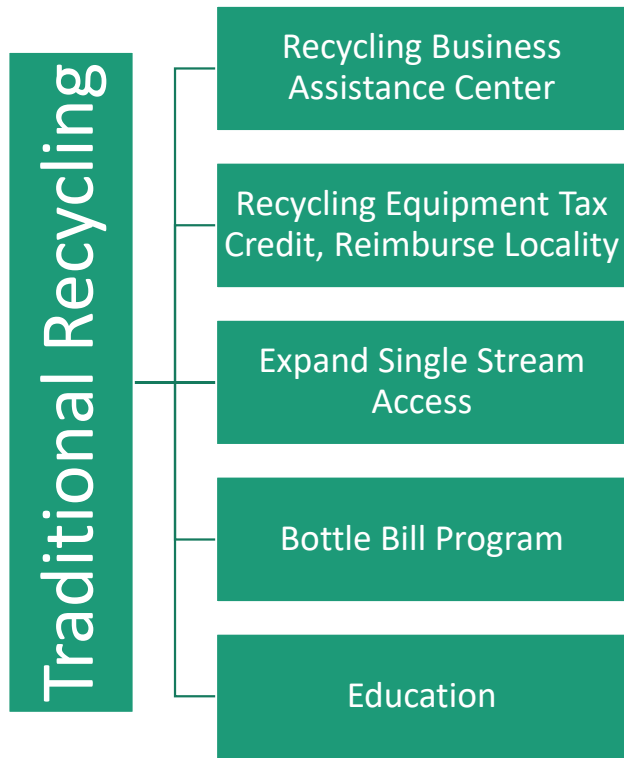 Traditional Recycling
Recycling Business
Assistance Center
Recycling Equipment Tax
Credit, Reimburse Locality
Expand Single Stream
Access
Bottle Bill Program
Education